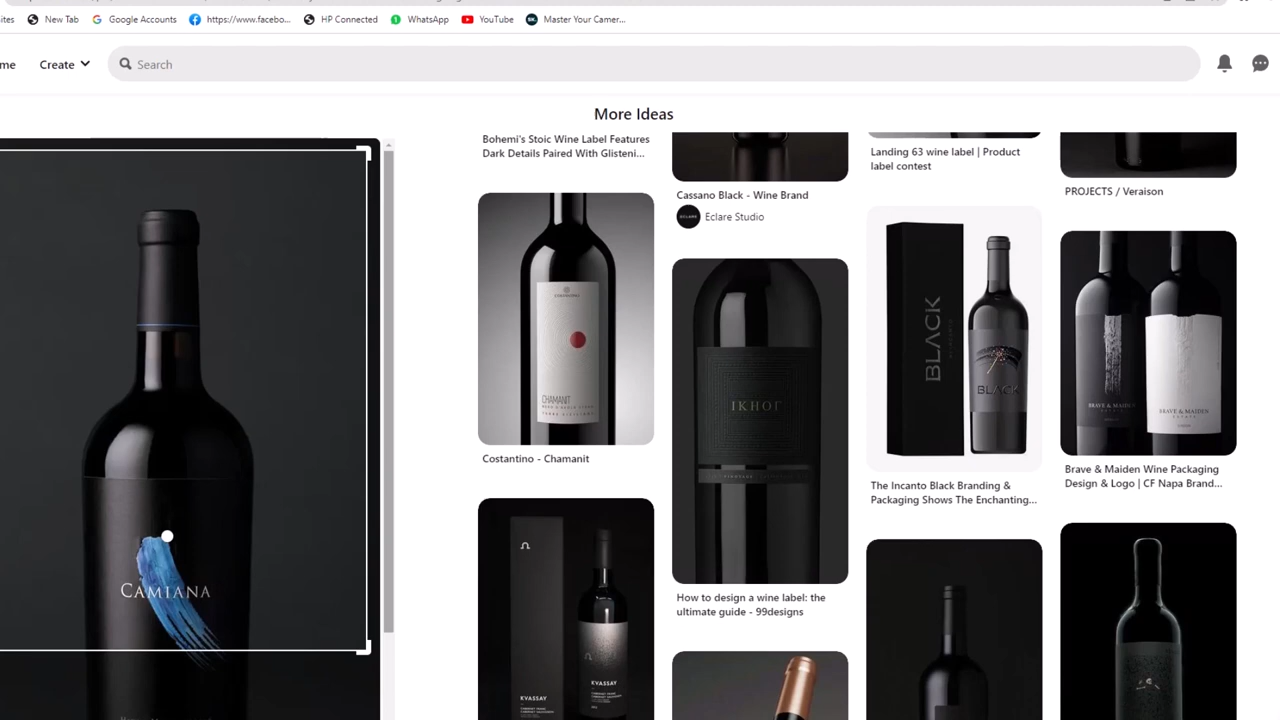 ites
New Tab
Google Accounts
https://www.facebo...
HP Connected
WhatsApp
YouTube
Master Your Camer...
me
Create
Search
More Ideas
CAMIANA
Bohemi's Stoic Wine Label Features
Dark Details Paired With Glisteni...
CHAMANIT
Costantino - Chamanit
KVASSAY
KVASSAY
Cassano Black - Wine Brand
ECLARE
Eclare Studio
ΙΚΗΟΓ
How to design a wine label: the
ultimate guide - 99designs
Landing 63 wine label | Product
label contest
BLACK
BLACK
The Incanto Black Branding &
Packaging Shows The Enchanting...
PROJECTS / Veraison
BRAVE & MAIDEN
BRAVE & MAIDEN
ESTATE
Brave & Maiden Wine Packaging
Design & Logo | CF Napa Brand...